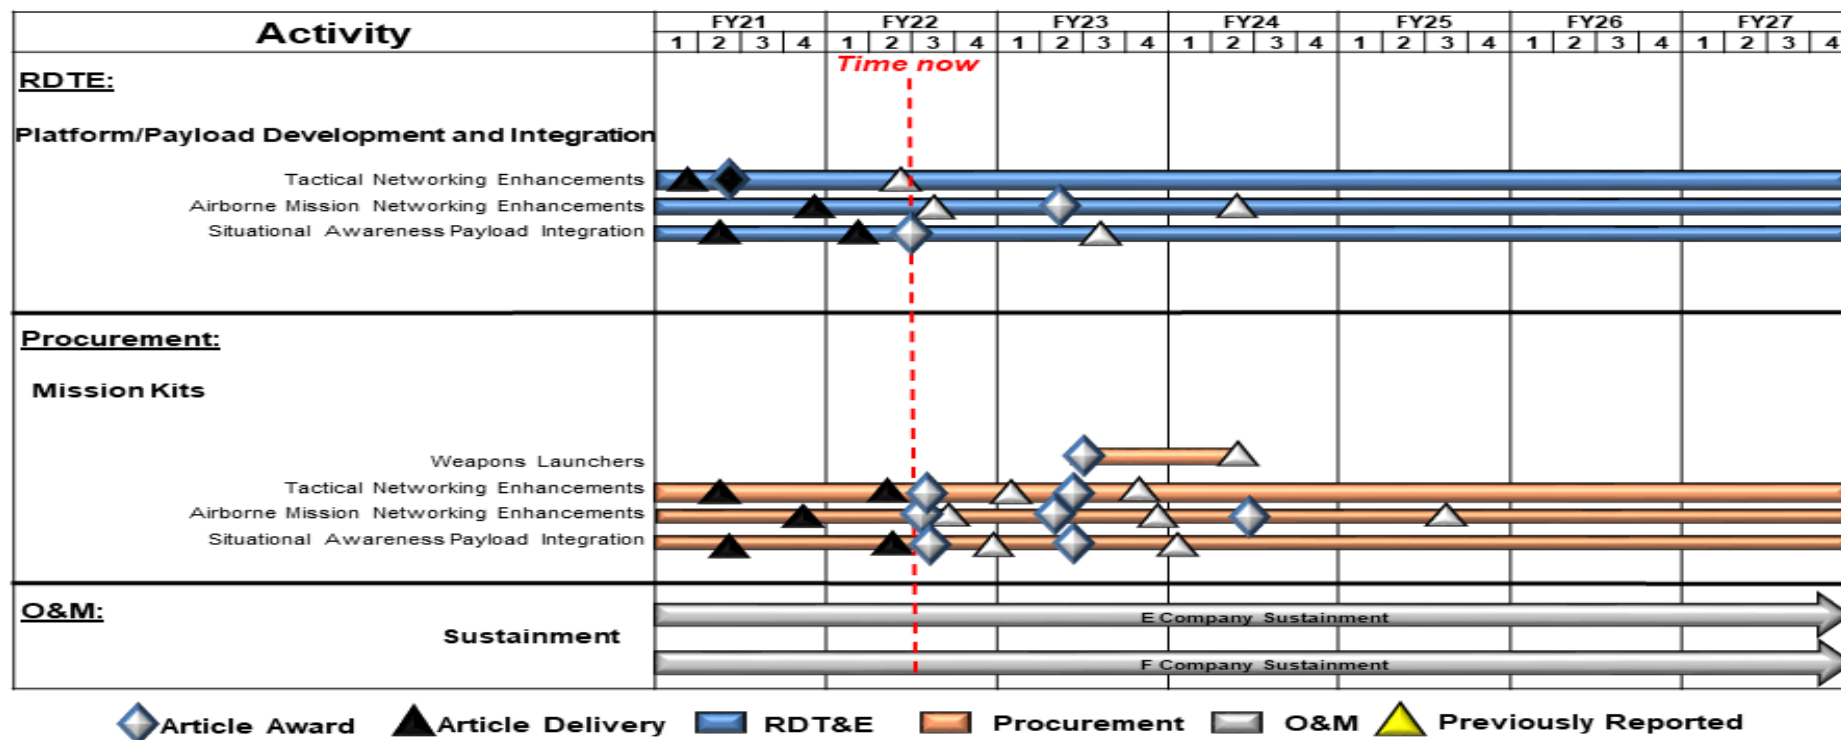 Activity
FY21 FY22 FY23 FY24 FY25 FY26 FY27
1 2 3 4 1 2 3 4 1 2 3 4 1 2 3 4 1 2 3 4 1 2 3 4 1 2 3 4
Time now
RDTE:
Platform/Payload Development and Integration
Tactical Networking Enhancements
Airborne Mission Networking Enhancements
Situational Awareness Payload Integration
Procurement:
Mission Kits
Weapons Launchers
Tactical Networking Enhancements
Airborne Mission Networking Enhancements
Situational Awareness Payload Integration
O&M:
E Company Sustainment
Sustainment
F Company Sustainment
Article Award Article Delivery RDT&E Procurement O&M Previously Reported